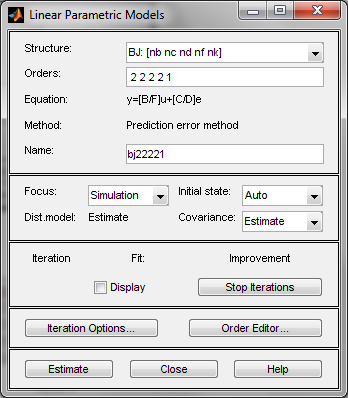 Linear Parametric Models
Structure: BJ: [nb nc nd nf nk]
Orders: 2 2 2 2 1
Equation: y=[B/F]u+[C/D]e
Method: Prediction error method
Name: bj22221
Focus: Simulation Initial state: Auto
Dist.model: Estimate Covariance: Estimate
Iteration Fit: Improvement
Display Stop Iterations
Iteration Options... Order Editor...
Estimate Close Help